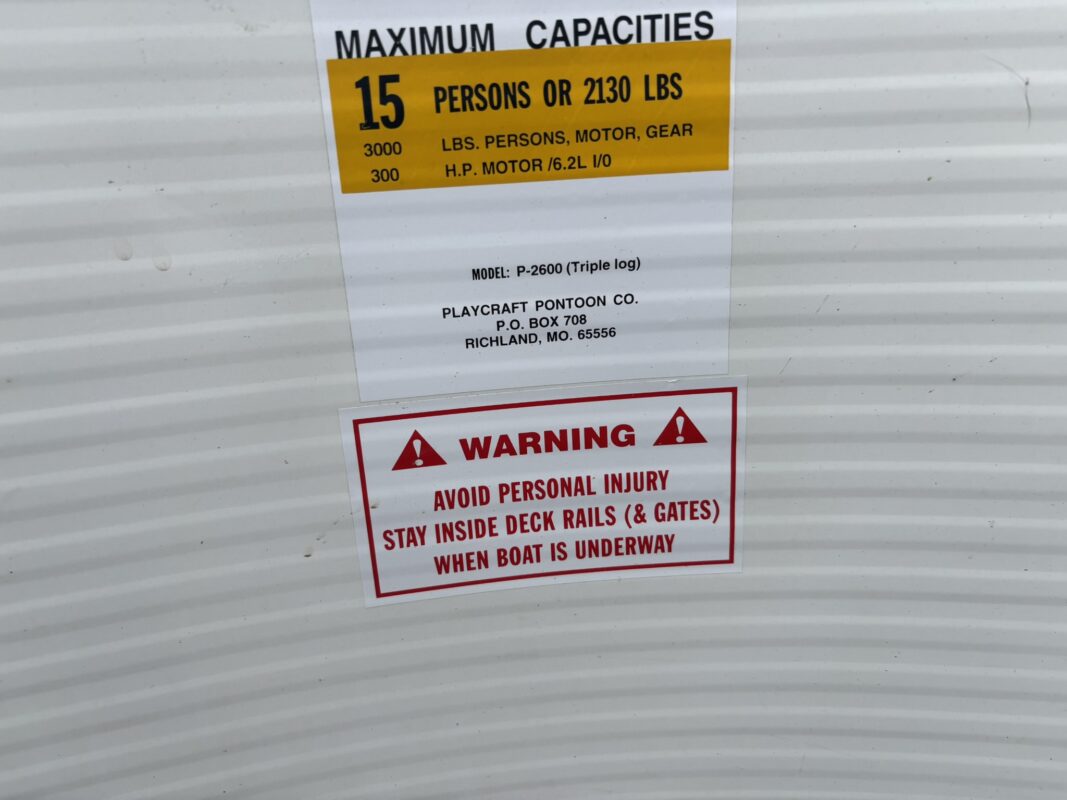 MAXIMUM CAPACITIES
15 PERSONS OR 2130 LBS
3000 LBS. PERSONS, MOTOR, GEAR
300 H.P. MOTOR /6.2L I/0
MODEL: P-2600 (Triple log)
PLAYCRAFT PONTOON CO.
P.O. BOX 708
RICHLAND, MO. 65556
WARNING
AVOID PERSONAL INJURY
STAY INSIDE DECK RAILS (& GATES)
WHEN BOAT IS UNDERWAY